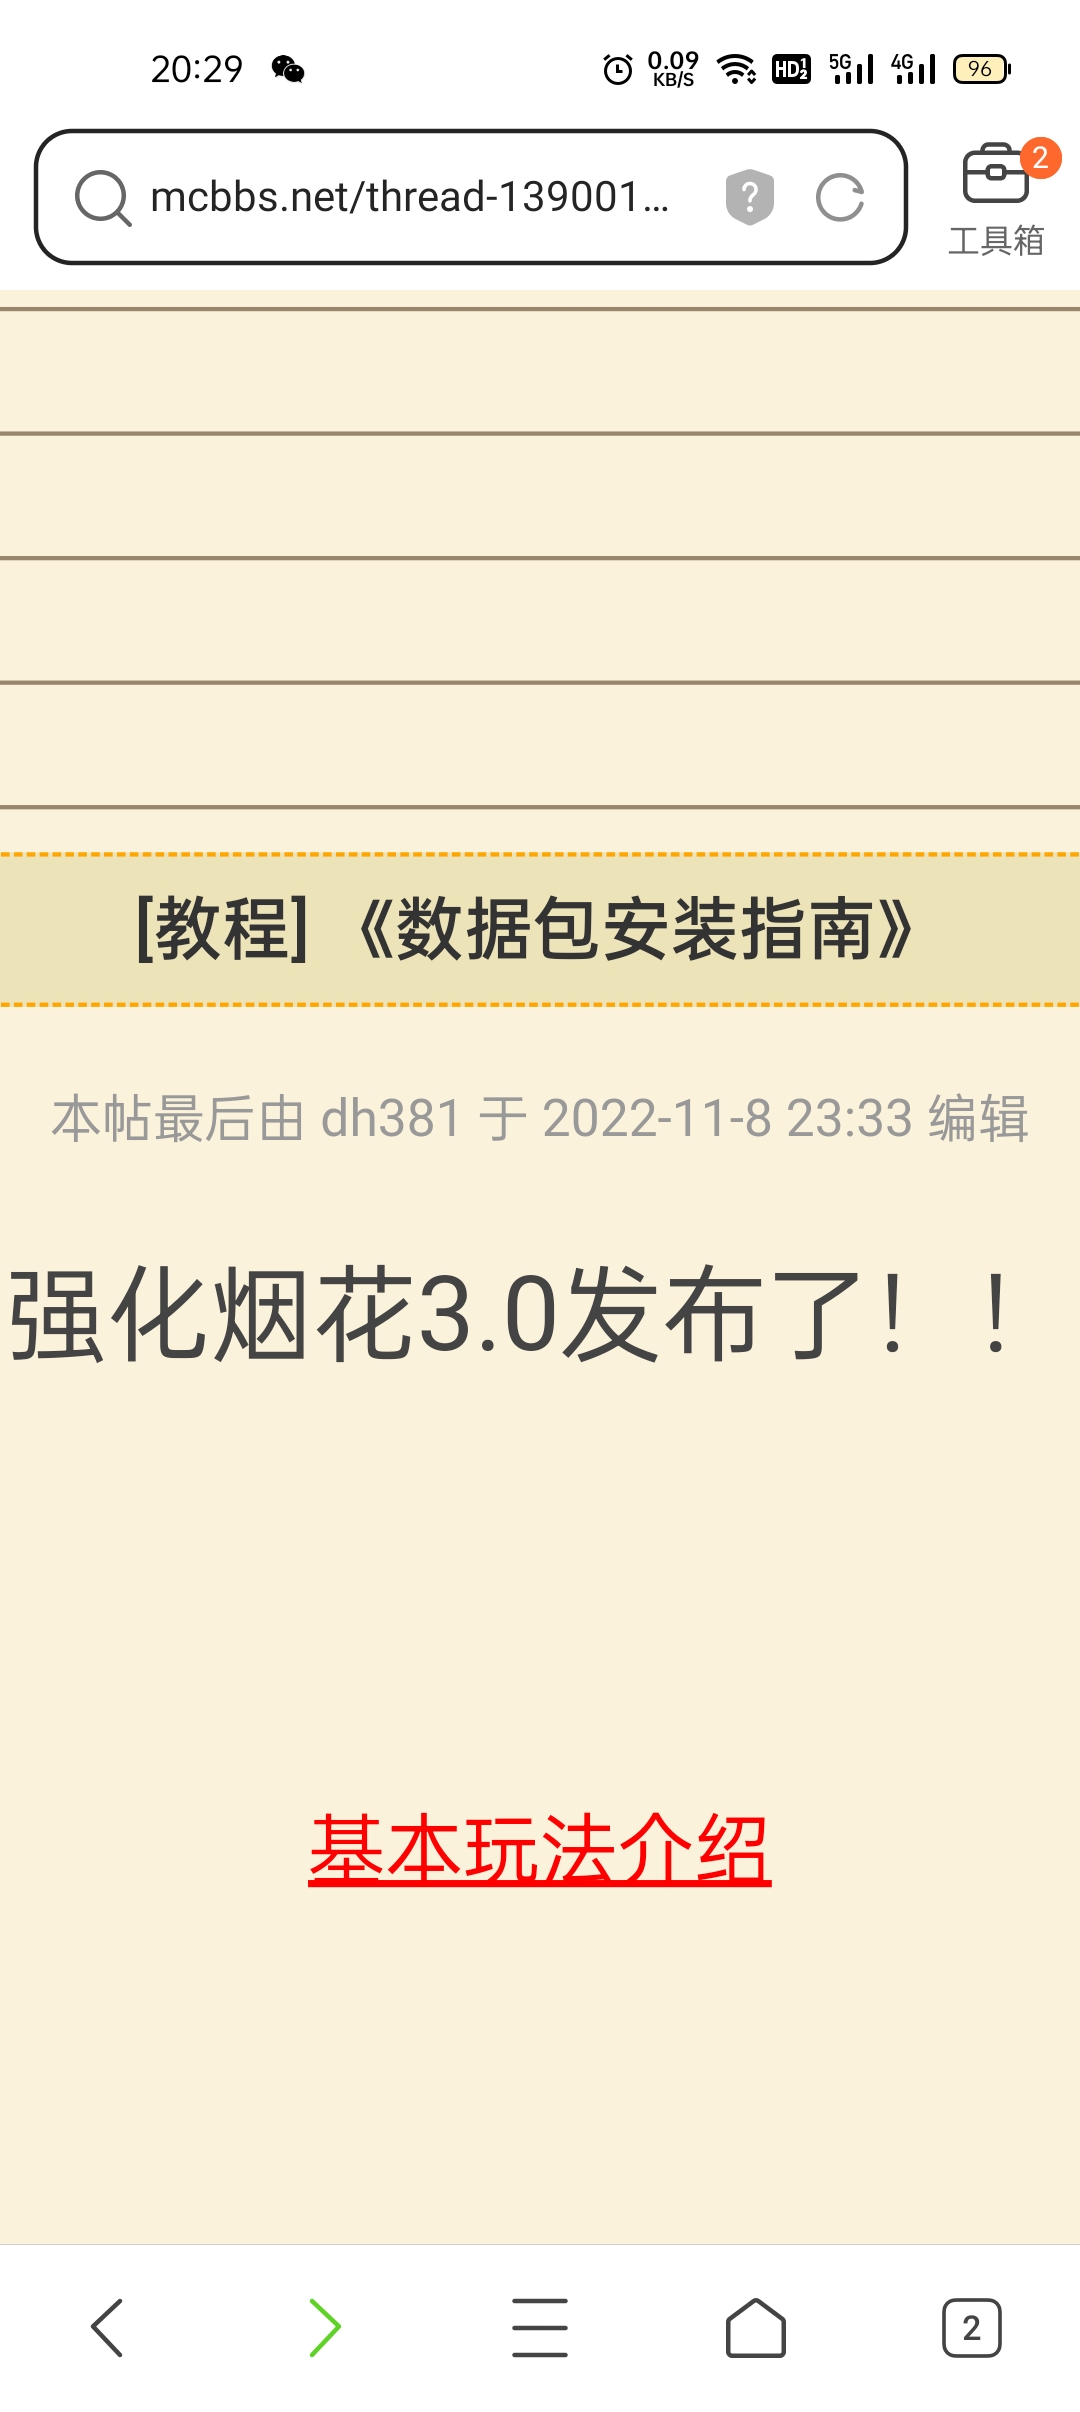 20:29
0.09
KB/S
HD 1 2
5G
4G
96
mcbbs.net/thread-139001...
2
工具箱
[教程] 《数据包安装指南》
本帖最后由 dh381 于 2022-11-8 23:33 编辑
强化烟花3.0发布了！！
基本玩法介绍
2